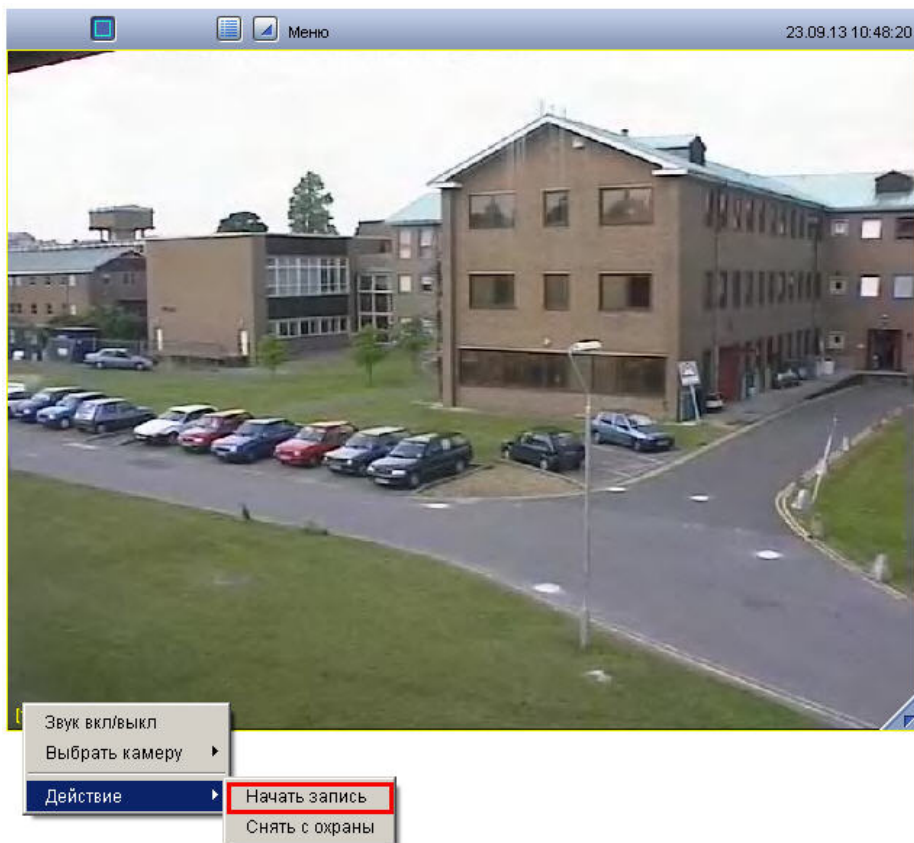 Меню
23.09.13 10:48:20
Звук вкл/выкл
Выбрать камеру
Действие
Начать запись
Снять с охраны